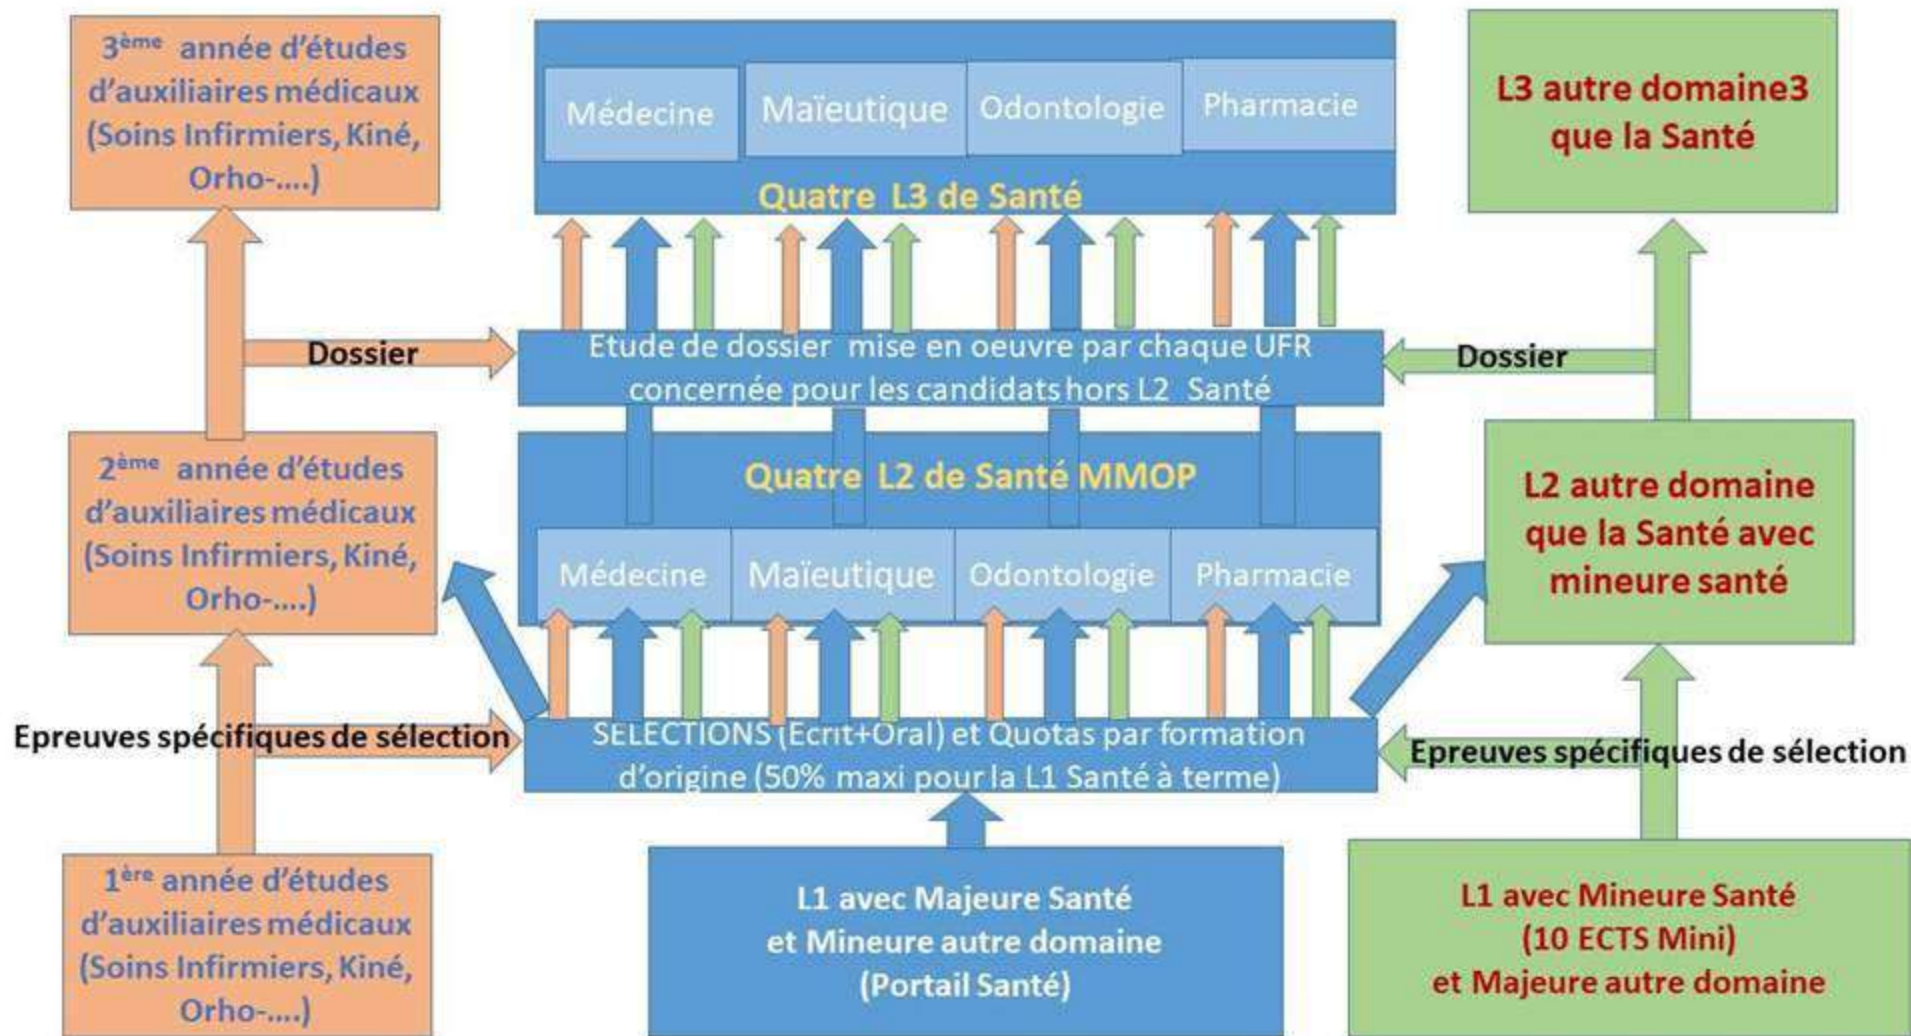 3ème année d'études
d'auxiliaires médicaux
(Soins Infirmiers, Kiné,
Orho-....)
Médecine
Maïeutique
Odontologie
Pharmacie
Quatre L3 de Santé
L3 autre domaine3
que la Santé
Dossier
Etude de dossier mise en oeuvre par chaque UFR
concernée pour les candidats hors L2 Santé
Dossier
2ème année d'études
d'auxiliaires médicaux
(Soins Infirmiers, Kiné,
Orho-....)
Quatre L2 de Santé MMOP
Médecine
Maïeutique
Odontologie
Pharmacie
L2 autre domaine
que la Santé avec
mineure santé
Epreuves spécifiques de sélection
SELECTIONS (Ecrit+Oral) et Quotas par formation
d'origine (50% maxi pour la L1 Santé à terme)
Epreuves spécifiques de sélection
1ère année d'études
d'auxiliaires médicaux
(Soins Infirmiers, Kiné,
Orho-....)
L1 avec Majeure Santé
et Mineure autre domaine
(Portail Santé)
L1 avec Mineure Santé
(10 ECTS Mini)
et Majeure autre domaine